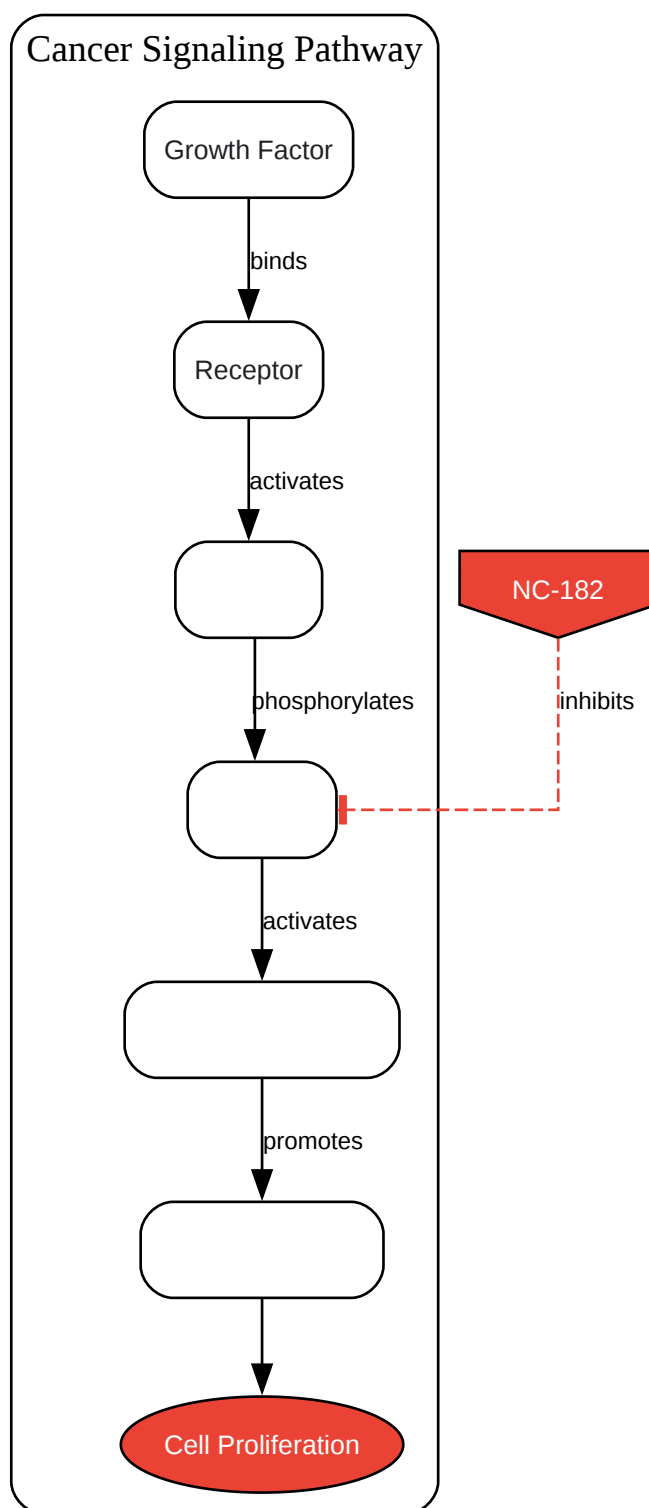 Cancer Signaling Pathway
Growth Factor
binds
Receptor
activates
NC-182
phosphorylates
inhibits
activates
promotes
Cell Proliferation